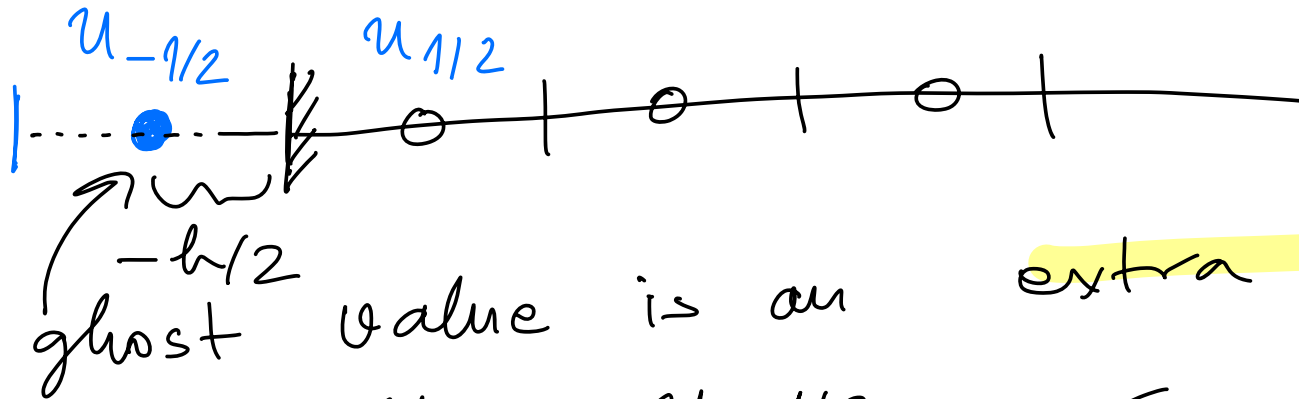 u_{-1/2} u_{1/2}
-h/2
ghost value is an extra